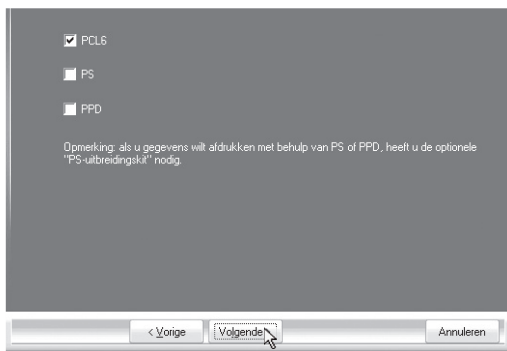 PCL6
PS
PPD
Opmerking: als u gegevens wilt afdrukken met behulp van PS of PPD, heeft u de optionele
"PS-uitbreidingskit" nodig.
< Vorige
Volgende
Annuleren